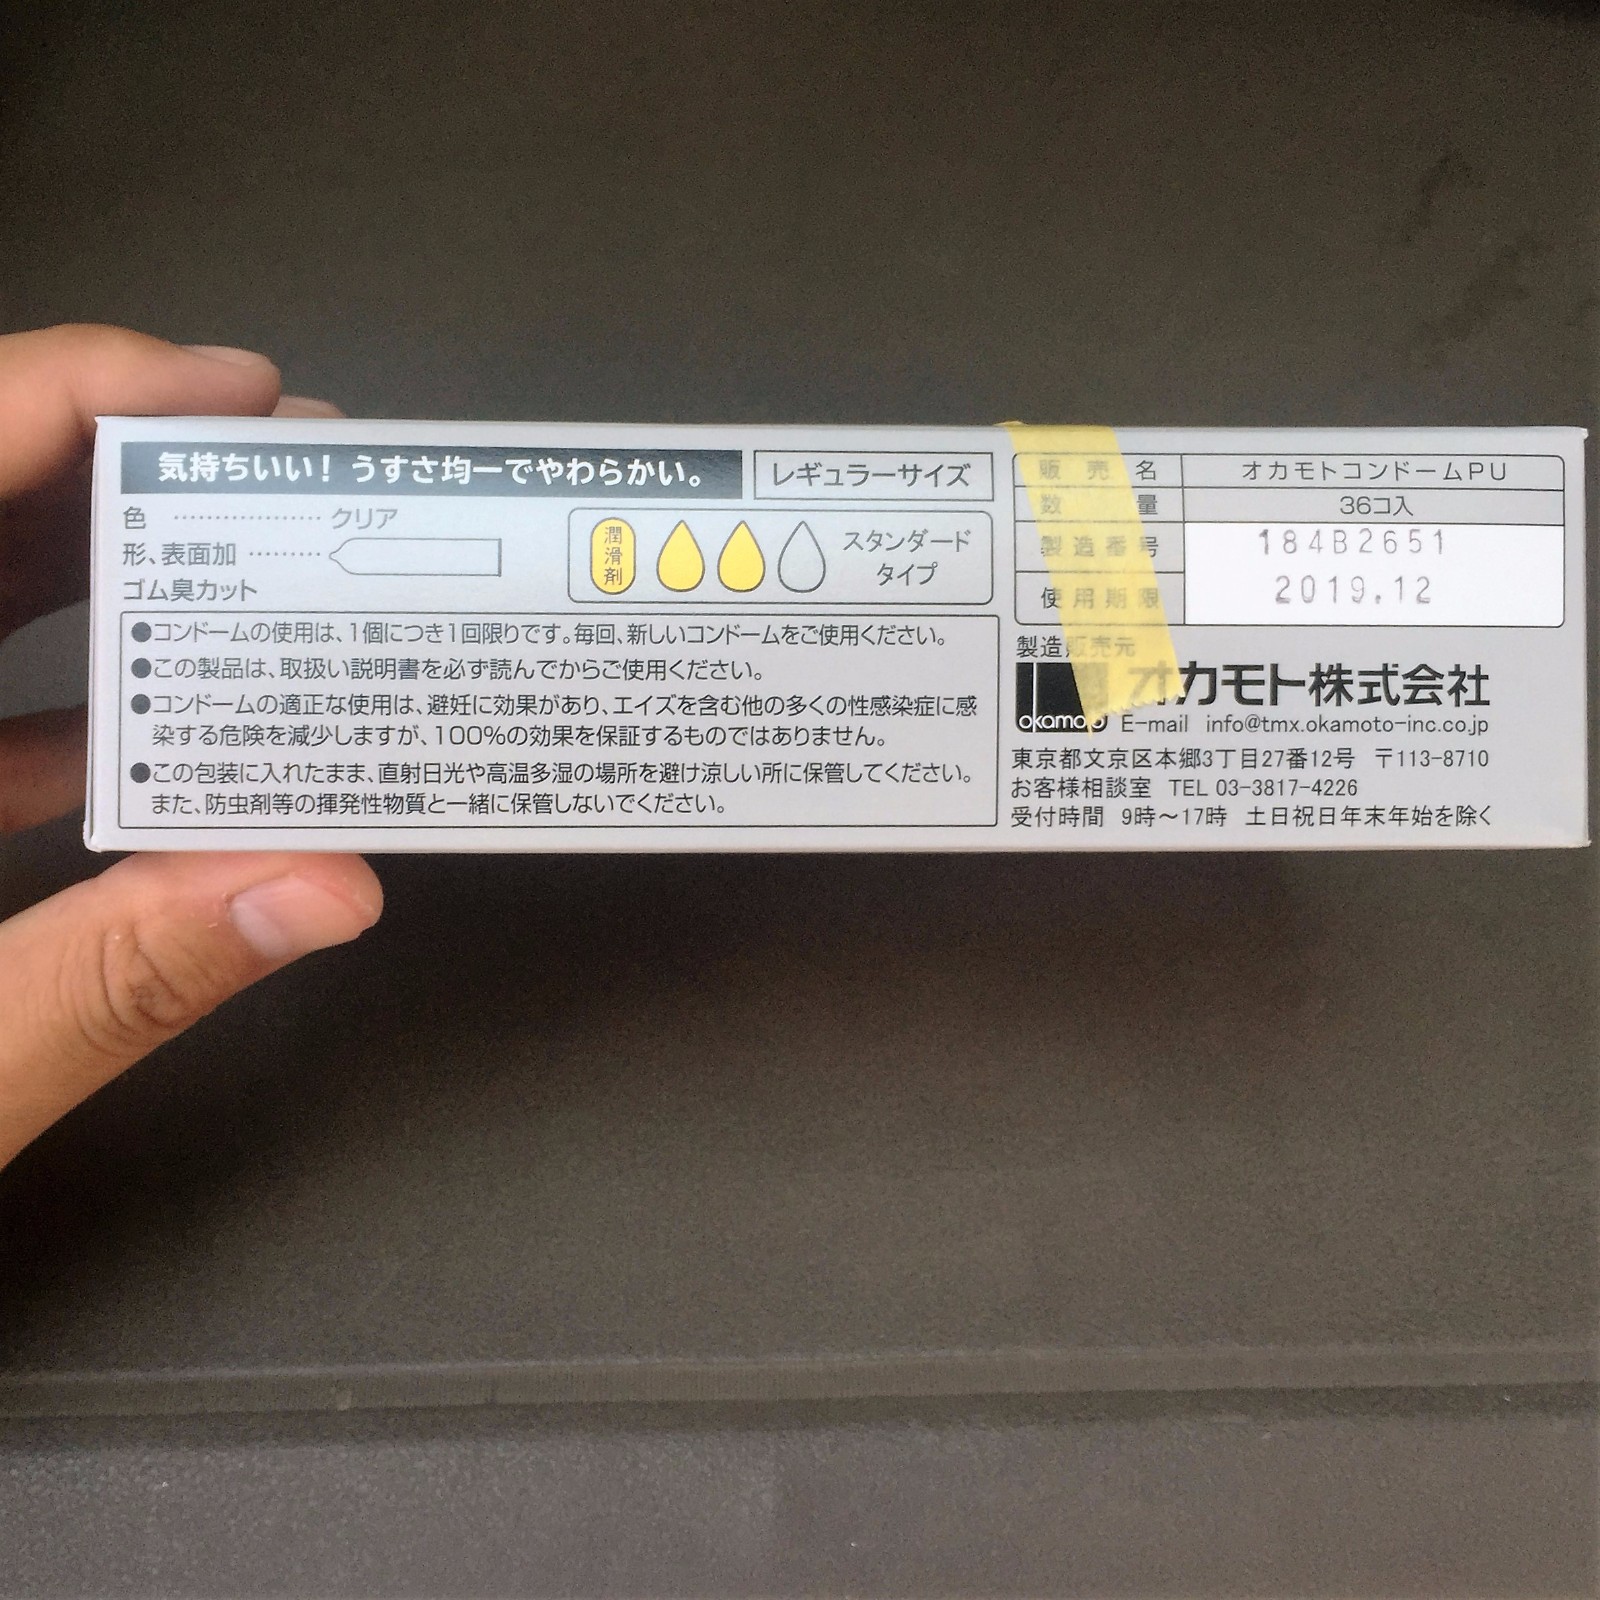 気持ちいい！うすさ均一でやわらかい。
レギュラーサイズ
色 ……………… クリア
形、表面加 ………
ゴム臭カット
潤滑剤
スタンダード
タイプ
●コンドームの使用は、1個につき1回限りです。毎回、新しいコンドームをご使用ください。
●この製品は、取扱い説明書を必ず読んでからご使用ください。
●コンドームの適正な使用は、避妊に効果があり、エイズを含む他の多くの性感染症に感
染する危険を減少しますが、100%の効果を保証するものではありません。
●この包装に入れたまま、直射日光や高温多湿の場所を避け涼しい所に保管してください。
また、防虫剤等の揮発性物質と一緒に保管しないでください。
販売名 オカモトコンドームPU
数量 36コ入
製造番号 184B2651
使用期限 2019.12
製造販売元
okamoto オカモト株式会社
E-mail info@tmx.okamoto-inc.co.jp
東京都文京区本郷3丁目27番12号 〒113-8710
お客様相談室 TEL 03-3817-4226
受付時間 9時〜17時 土日祝日年末年始を除く